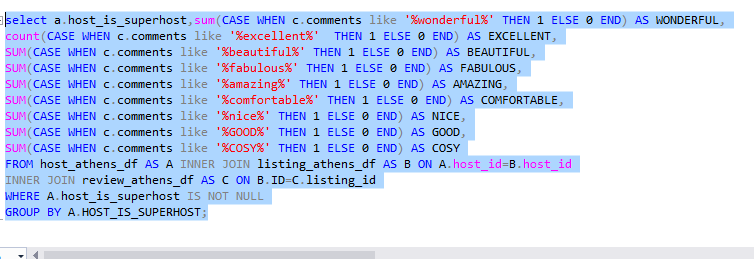 select a.host_is_superhost,sum(CASE WHEN c.comments like '%wonderful%' THEN 1 ELSE 0 END) AS WONDERFUL,
count(CASE WHEN c.comments like '%excellent%'  THEN 1 ELSE 0 END) AS EXCELLENT,
SUM(CASE WHEN c.comments like '%beautiful%' THEN 1 ELSE 0 END) AS BEAUTIFUL,
SUM(CASE WHEN c.comments like '%fabulous%' THEN 1 ELSE 0 END) AS FABULOUS,
SUM(CASE WHEN c.comments like '%amazing%' THEN 1 ELSE 0 END) AS AMAZING,
SUM(CASE WHEN c.comments like '%comfortable%' THEN 1 ELSE 0 END) AS COMFORTABLE,
SUM(CASE WHEN c.comments like '%nice%' THEN 1 ELSE 0 END) AS NICE,
SUM(CASE WHEN c.comments like '%GOOD%' THEN 1 ELSE 0 END) AS GOOD,
SUM(CASE WHEN c.comments like '%COSY%' THEN 1 ELSE 0 END) AS COSY
FROM host_athens_df AS A INNER JOIN listing_athens_df AS B ON A.host_id=B.host_id
INNER JOIN review_athens_df AS C ON B.ID=C.listing_id
WHERE A.host_is_superhost IS NOT NULL
GROUP BY A.HOST_IS_SUPERHOST;